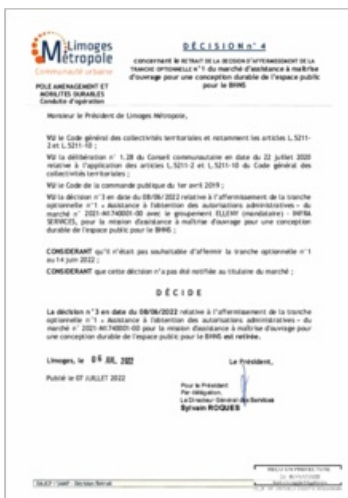 Limoges
Métropole
Communauté urbaine
PÔLE AMÉNAGEMENT ET
MOBILITÉS DURABLES
Conduite d'opération
DÉCISION n° 4
concernant le RETRAIT DE LA DECISION D'AFFERMISSEMENT DE LA
TRANCHE OPTIONNELLE n°1 du marché d'assistance à maîtrise
d'ouvrage pour une conception durable de l'espace public
pour le BHNS
Monsieur le Président de Limoges Métropole,
VU le Code général des collectivités territoriales et notamment les articles L.5211-
2 et L.5211-10 ;
VU la délibération n° 1.28 du Conseil communautaire en date du 22 juillet 2020
relative à l'application des articles L.5211-2 et L.5211-10 du Code général des
collectivités territoriales ;
VU le Code de la commande publique du 1er avril 2019 ;
VU la décision n°3 en date du 08/06/2022 relative à l'affermissement de la tranche
optionnelle n°1 « Assistance à l'obtention des autorisations administratives » du
marché n° 2021-M1740001-00 avec le groupement ELLENY (mandataire) - INFRA
SERVICES, pour la mission d'assistance à maîtrise d'ouvrage pour une conception
durable de l'espace public pour le BHNS ;
CONSIDERANT qu'il n'était pas souhaitable d'affermir la tranche optionnelle n°1
au 14 juin 2022 ;
CONSIDERANT que cette décision n'a pas été notifiée au titulaire du marché ;
DÉCIDE
La décision n°3 en date du 08/06/2022 relative à l'affermissement de la tranche
optionnelle n°1 « Assistance à l'obtention des autorisations administratives » du
marché n° 2021-M1740001-00 pour la mission d'assistance à maîtrise d'ouvrage pour
une conception durable de l'espace public pour le BHNS est retirée.
Limoges, le 06 JUIL. 2022
Le Président,
Publié le 07 JUILLET 2022
Pour le Président
Par délégation,
Le Directeur Général des Services
Sylvain ROQUES